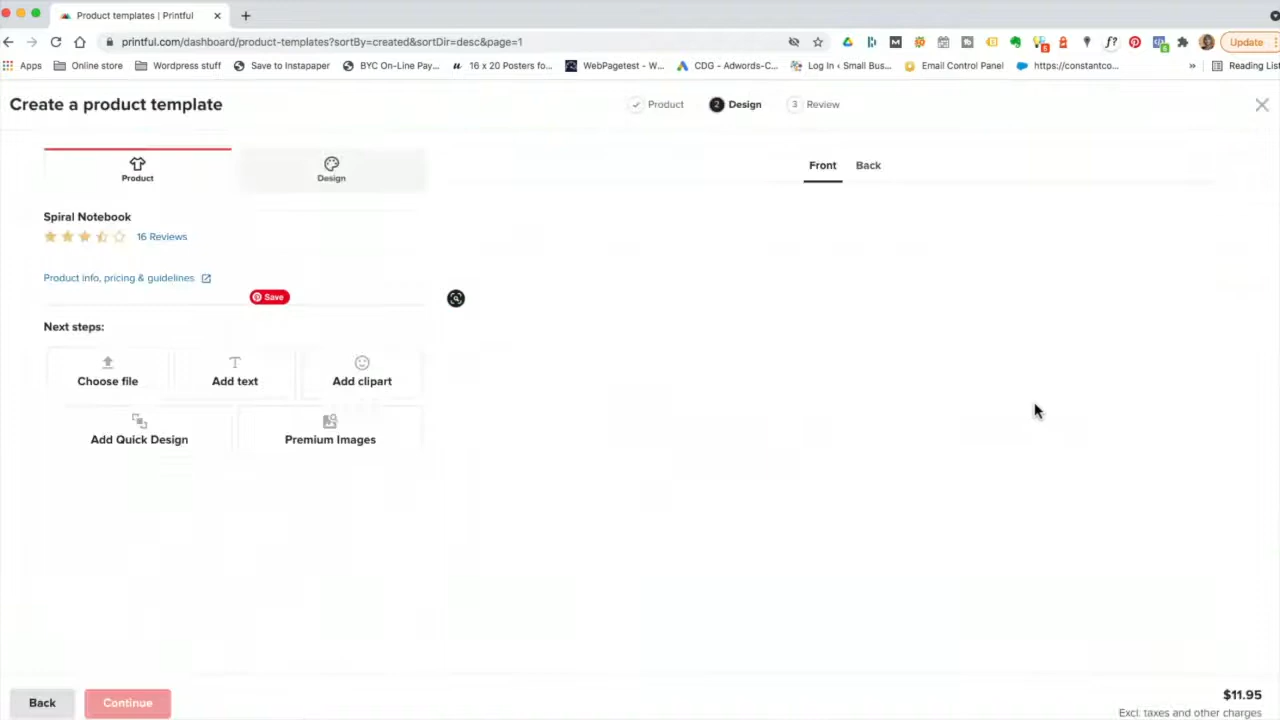 Product templates | Printful
printful.com/dashboard/product-templates?sortBy=created&sortDir=desc&page=1
Update
Apps Online store Wordpress stuff Save to Instapaper BYC On-Line Pay... 16 x 20 Posters fo... WebPagetest - W... CDG - Adwords-C... Log In ‹ Small Bus... Email Control Panel https://constantco... » Reading List
Create a product template
Product 2 Design 3 Review
Product Design
Front Back
Spiral Notebook
16 Reviews
Product info, pricing & guidelines
Save
Next steps:
Choose file Add text Add clipart
Add Quick Design Premium Images
Back Continue
$11.95
Excl. taxes and other charges